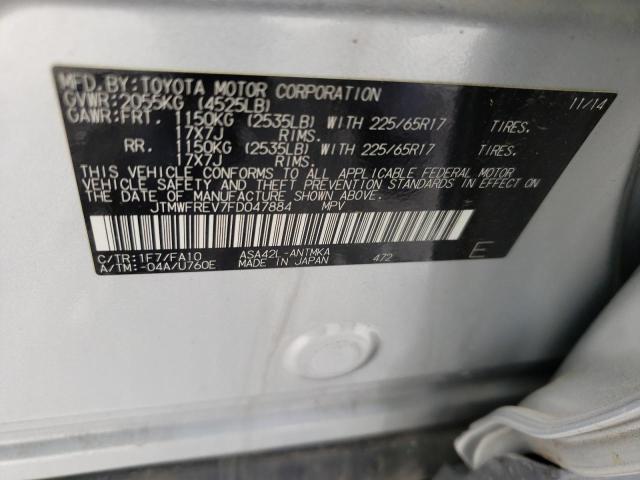 MFD.BY:TOYOTA MOTOR CORPORATION 11/14
GVWR:2055KG (4525LB)
GAWR:FRT. 1150KG (2535LB) WITH 225/65R17 TIRES.
17X7J RIMS.
RR. 1150KG (2535LB) WITH 225/65R17 TIRES.
17X7J RIMS.
THIS VEHICLE CONFORMS TO ALL APPLICABLE FEDERAL MOTOR
VEHICLE SAFETY AND THEFT PREVENTION STANDARDS IN EFFECT ON
THE DATE OF MANUFACTURE SHOWN ABOVE.
JTMWFREV7FD047884 MPV
C/TR:1F7/FA10 ASA42L-ANTMKA 472 E
A/TM:-04A/U760E MADE IN JAPAN